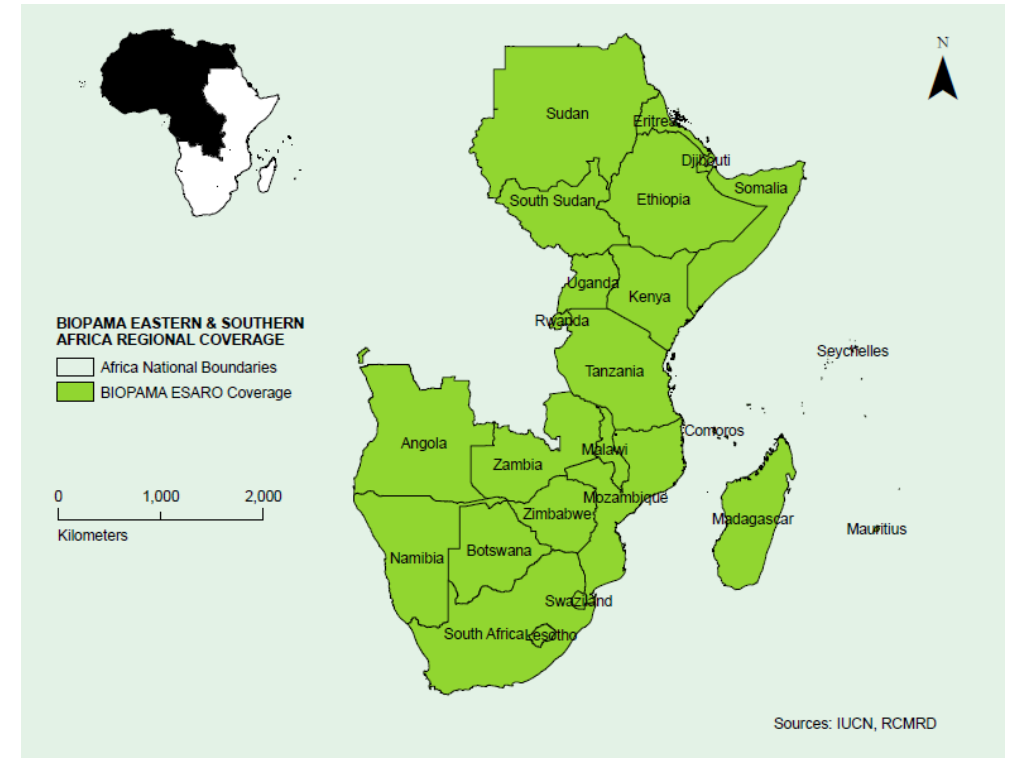 N
Sudan
Eritrea
Djibouti
Somalia
South Sudan
Ethiopia
Uganda
Kenya
Rwanda
BIOPAMA EASTERN & SOUTHERN
AFRICA REGIONAL COVERAGE
Africa National Boundaries
BIOPAMA ESARO Coverage
Seychelles
Tanzania
Comoros
Angola
Malawi
Zambia
0 1,000 2,000
Kilometers
Mozambique
Zimbabwe
Madagascar
Mauritius
Namibia
Botswana
Swaziland
South Africa
Lesotho
Sources: IUCN, RCMRD